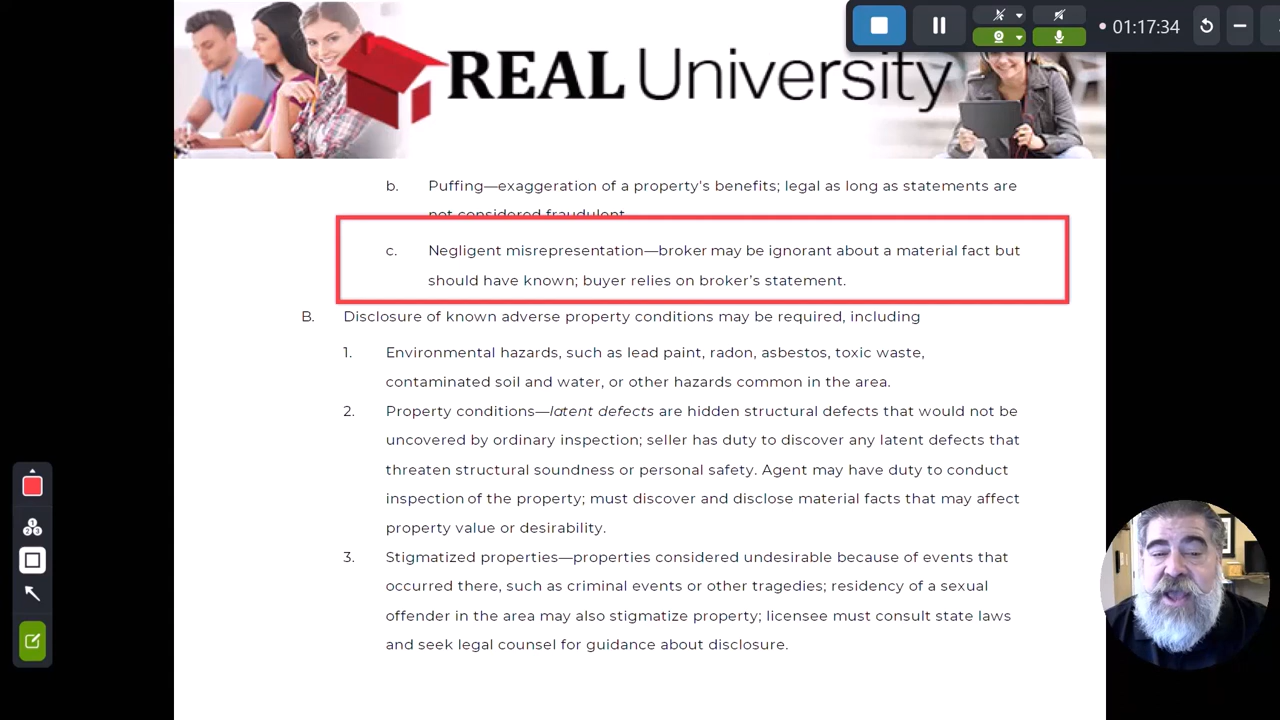 01:17:34
REAL University
b. Puffing—exaggeration of a property's benefits; legal as long as statements are
not considered fraudulent.
c. Negligent misrepresentation—broker may be ignorant about a material fact but
should have known; buyer relies on broker’s statement.
B. Disclosure of known adverse property conditions may be required, including
1. Environmental hazards, such as lead paint, radon, asbestos, toxic waste,
contaminated soil and water, or other hazards common in the area.
2. Property conditions—latent defects are hidden structural defects that would not be
uncovered by ordinary inspection; seller has duty to discover any latent defects that
threaten structural soundness or personal safety. Agent may have duty to conduct
inspection of the property; must discover and disclose material facts that may affect
property value or desirability.
3. Stigmatized properties—properties considered undesirable because of events that
occurred there, such as criminal events or other tragedies; residency of a sexual
offender in the area may also stigmatize property; licensee must consult state laws
and seek legal counsel for guidance about disclosure.